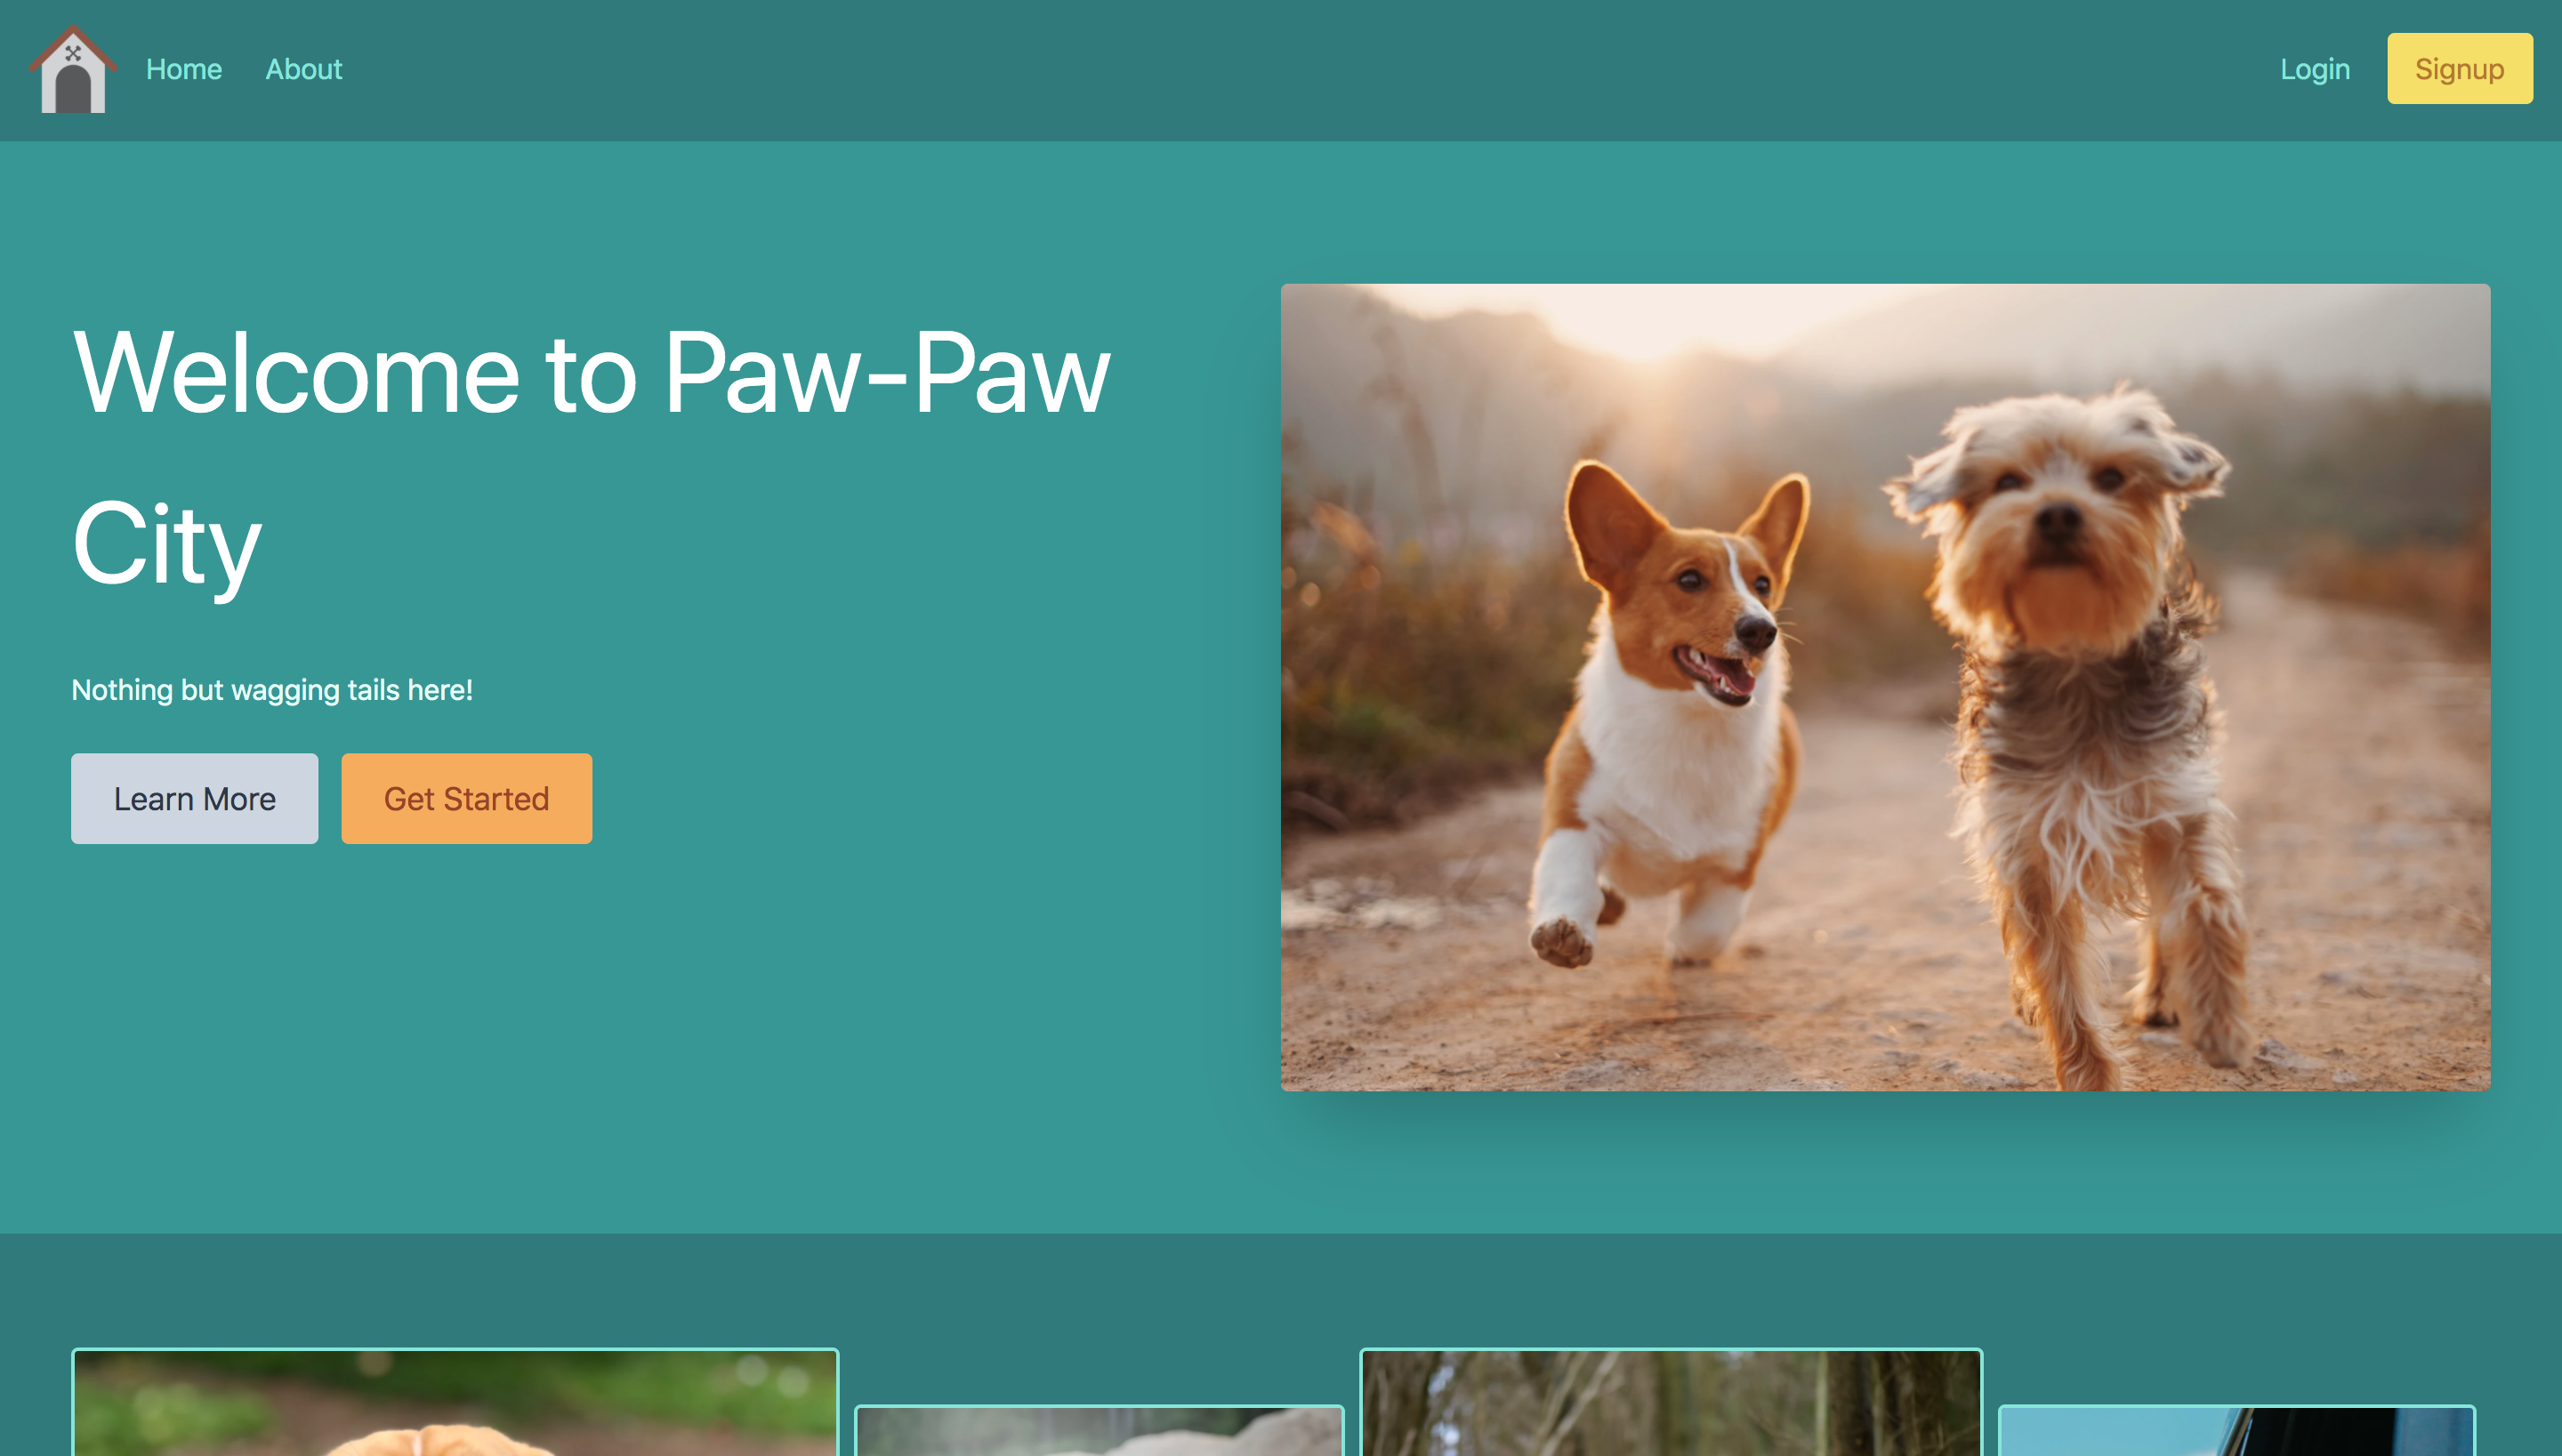 Home
About
Login
Signup
Welcome to Paw-Paw
City
Nothing but wagging tails here!
Learn More
Get Started